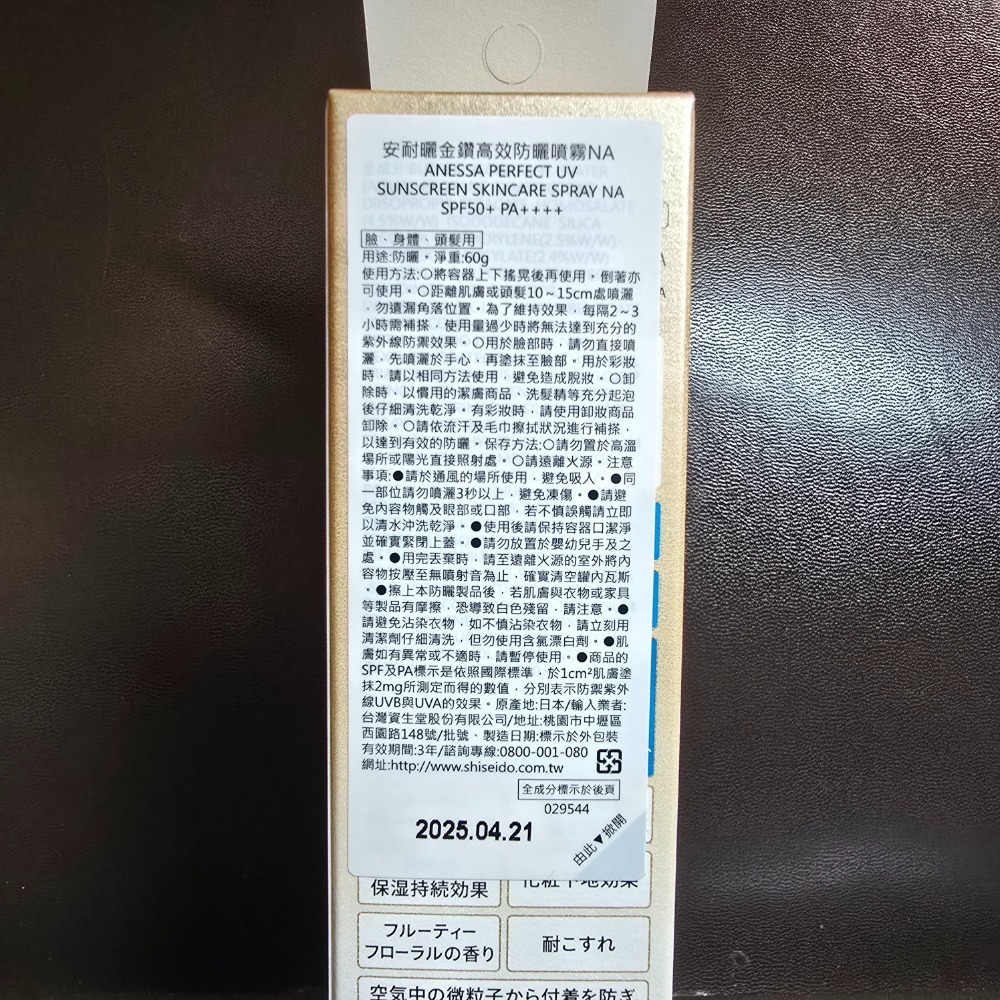 安耐曬金鑽高效防曬噴霧NA
ANESSA PERFECT UV
SUNSCREEN SKINCARE SPRAY NA
SPF50+ PA++++
臉、身體、頭髮用
用途:防曬。淨重:60g
使用方法:○將容器上下搖晃後再使用。倒著亦
可使用。○距離肌膚或頭髮10~15cm處噴灑
，勿遺漏角落位置。為了維持效果，每隔2~3
小時需補搽，使用量過少時將無法達到充分的
紫外線防禦效果。○用於臉部時，請勿直接噴
灑、先噴灑於手心，再塗抹至臉部。用於彩妝
時，請以相同方法使用，避免造成脫妝。○卸
除時，以慣用的潔膚商品、洗髮精等充分起泡
後仔細清洗乾淨。有彩妝時，請使用卸妝商品
卸除。○請依流汗及毛巾擦拭狀況進行補搽，
以達到有效的防曬。保存方法:○請勿置於高溫
場所或陽光直接照射處。○請遠離火源。注意
事項:●請於通風的場所使用，避免吸入。●同
一部位請勿噴灑3秒以上，避免凍傷。●請避
免內容物觸及眼部或口部，若不慎誤觸請立即
以清水沖洗乾淨。●使用後請保持容器口潔淨
並確實緊閉上蓋。●請勿放置於嬰幼兒手及之
處。●用完丟棄時，請至遠離火源的室外將內
容物按壓至無噴射音為止，確實清空罐內瓦斯
。●擦上本防曬製品後，若肌膚與衣物或家具
等製品有摩擦，恐導致白色殘留，請注意。●
請避免沾染衣物，如不慎沾染衣物，請立刻用
清潔劑仔細清洗，但勿使用含氯漂白劑。●肌
膚如有異常或不適時，請暫停使用。●商品的
SPF及PA標示是依照國際標準，於1cm²肌膚塗
抹2mg所測定而得的數值，分別表示防禦紫外
線UVB與UVA的效果。原產地:日本/輸入業者:
台灣資生堂股份有限公司/地址:桃園市中壢區
西園路148號/批號、製造日期:標示於外包裝
有效期間:3年/諮詢專線:0800-001-080
網址:http://www.shiseido.com.tw
全成分標示於後頁
029544
2025.04.21
由此▼掀開
保湿持続効果
化粧下地効果
フルーティー
フローラルの香り
耐こすれ
空気中の微粒子から付着を防ぎ